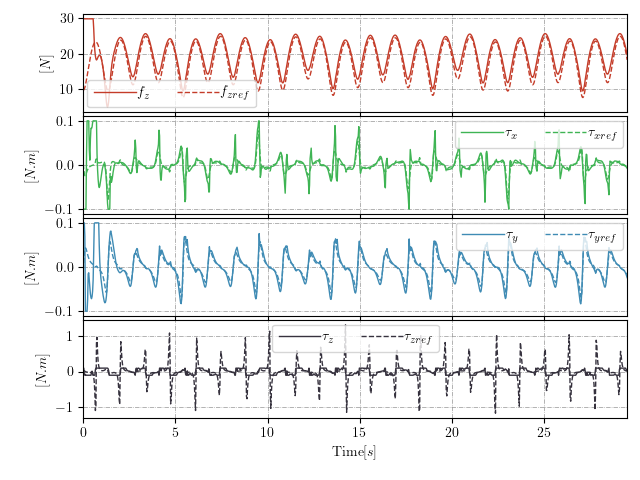 30
20
10
[N]
f_z f_zref
0.1
0.0
−0.1
[N.m]
τ_x τ_xref
0.1
0.0
−0.1
[N.m]
τ_y τ_yref
1
0
−1
[N.m]
τ_z τ_zref
0 5 10 15 20 25
Time[s]